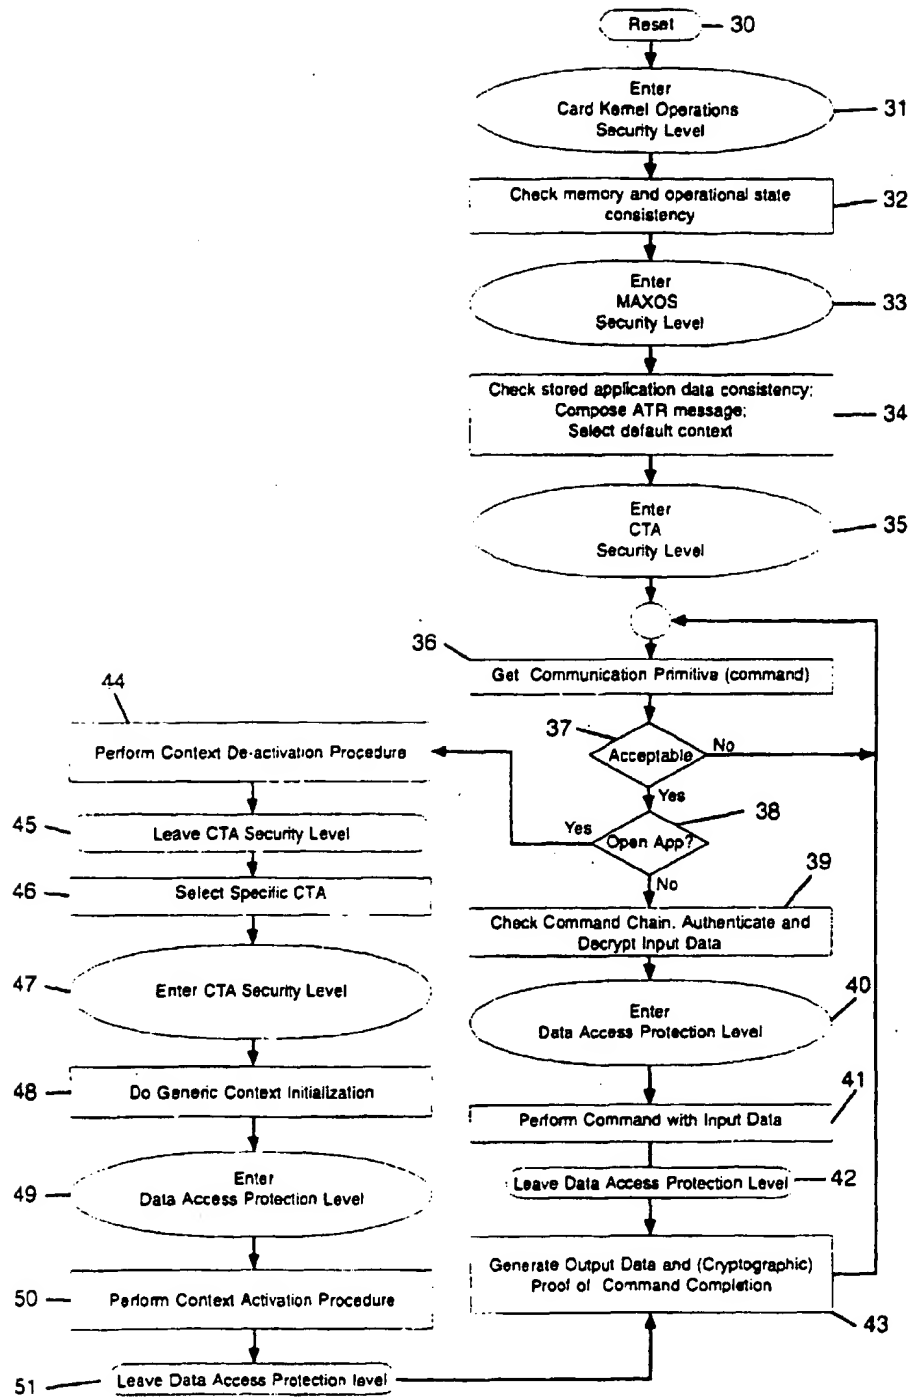 Reset
30
Enter
Card Kernel Operations
Security Level
31
Check memory and operational state
consistency
32
Enter
MAXOS
Security Level
33
Check stored application data consistency;
Compose ATR message;
Select default context
34
Enter
CTA
Security Level
35
36
Get Communication Primitive (command)
37
Acceptable
No
Yes
38
Open App?
Yes
No
39
Check Command Chain. Authenticate and
Decrypt Input Data
40
Enter
Data Access Protection Level
41
Perform Command with Input Data
Leave Data Access Protection Level
42
Generate Output Data and (Cryptographic)
Proof of Command Completion
43
44
Perform Context De-activation Procedure
45
Leave CTA Security Level
46
Select Specific CTA
47
Enter CTA Security Level
48
Do Generic Context Initialization
49
Enter
Data Access Protection Level
50
Perform Context Activation Procedure
51
Leave Data Access Protection level